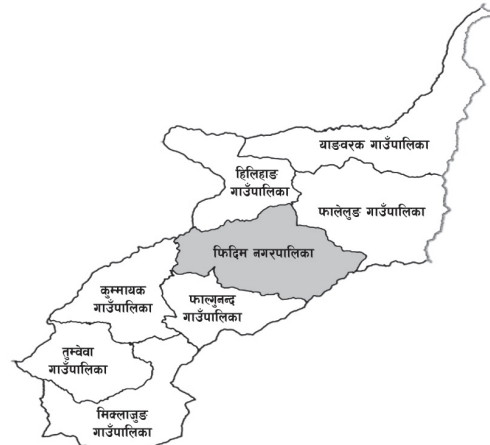 याङवरक गाउँपालिका
हिलिहाङ
गाउँपालिका
फालेलुङ गाउँपालिका
फिदिम नगरपालिका
कुम्मायक
गाउँपालिका
फाल्गुनन्द
गाउँपालिका
तुम्वेवा
गाउँपालिका
मिक्लाजुङ
गाउँपालिका